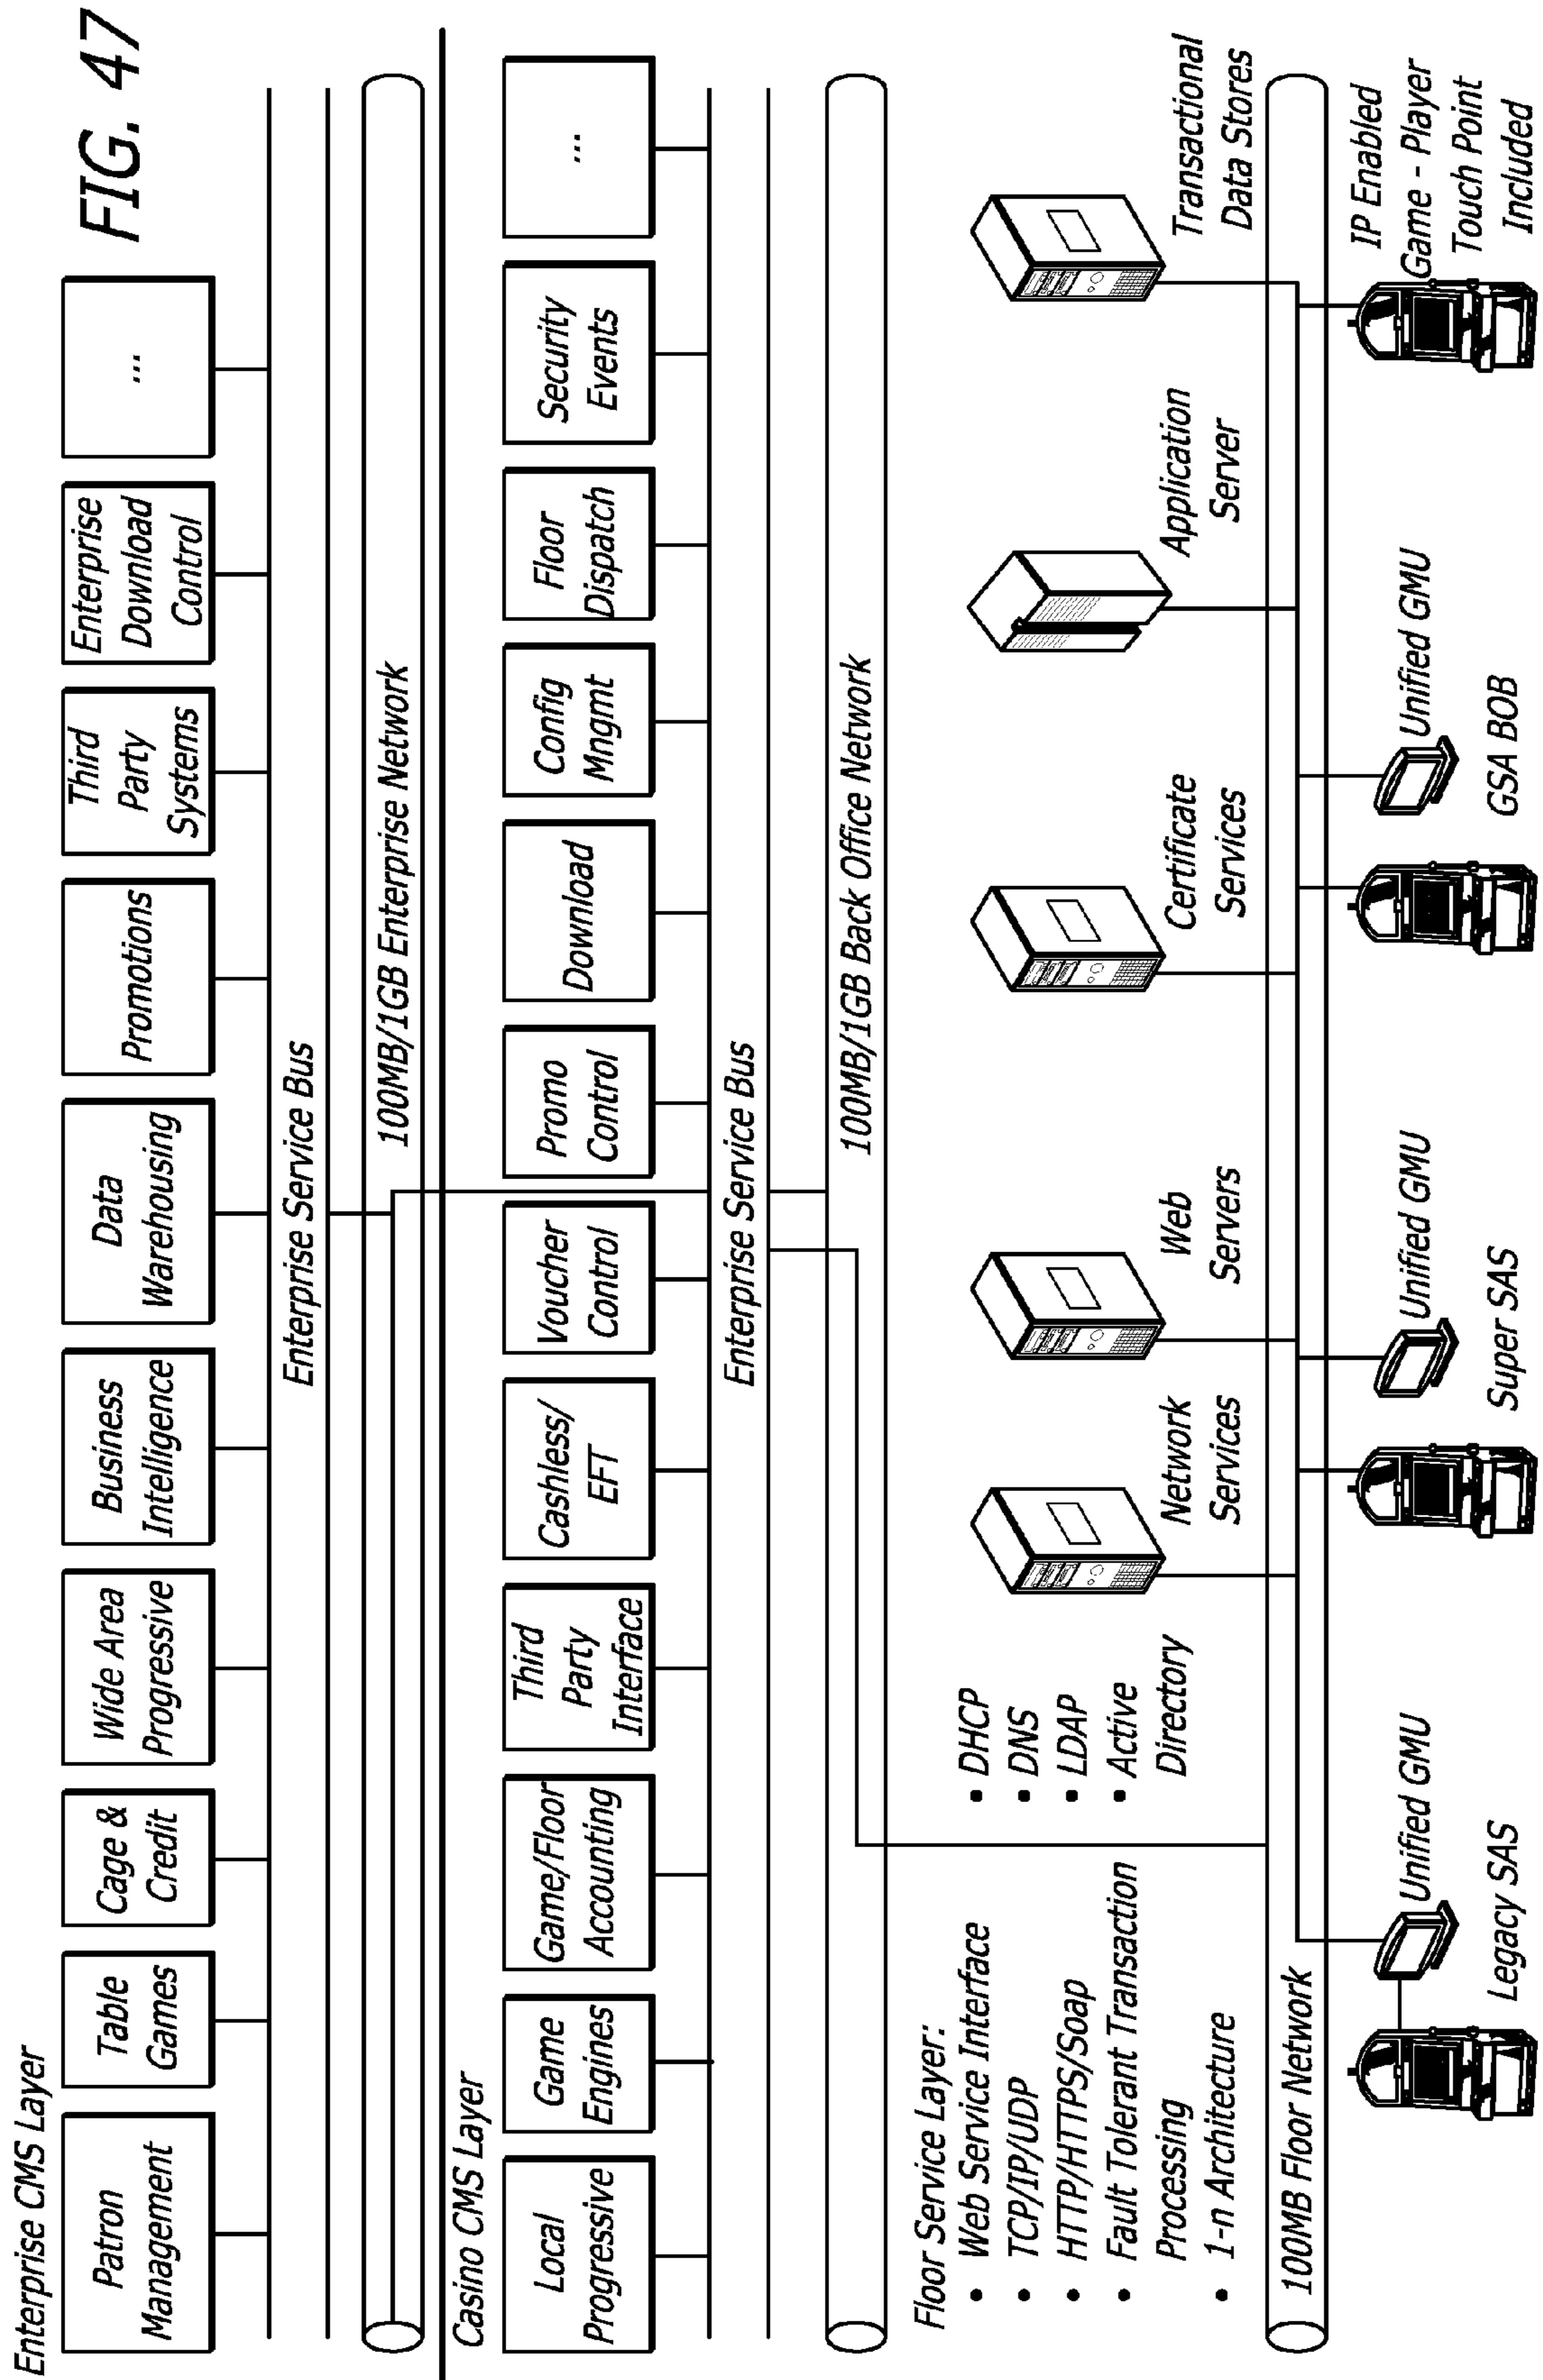 FIG. 47
Enterprise CMS Layer
Patron
Management
Table
Games
Cage &
Credit
Wide Area
Progressive
Business
Intelligence
Data
Warehousing
Promotions
Third
Party
Systems
Enterprise
Download
Control
...
Enterprise Service Bus
100MB/1GB Enterprise Network
Casino CMS Layer
Local
Progressive
Game
Engines
Game/Floor
Accounting
Third
Party
Interface
Cashless/
EFT
Voucher
Control
Promo
Control
Download
Config
Mngmt
Floor
Dispatch
Security
Events
...
Enterprise Service Bus
100MB/1GB Back Office Network
Floor Service Layer:
• Web Service Interface
• TCP/IP/UDP
• HTTP/HTTPS/Soap
• Fault Tolerant Transaction
Processing
• 1-n Architecture
• DHCP
• DNS
• LDAP
• Active
Directory
Network
Services
Web
Servers
Certificate
Services
Application
Server
Transactional
Data Stores
100MB Floor Network
Unified GMU
Legacy SAS
Unified GMU
Super SAS
Unified GMU
GSA BOB
IP Enabled
Game - Player
Touch Point
Included